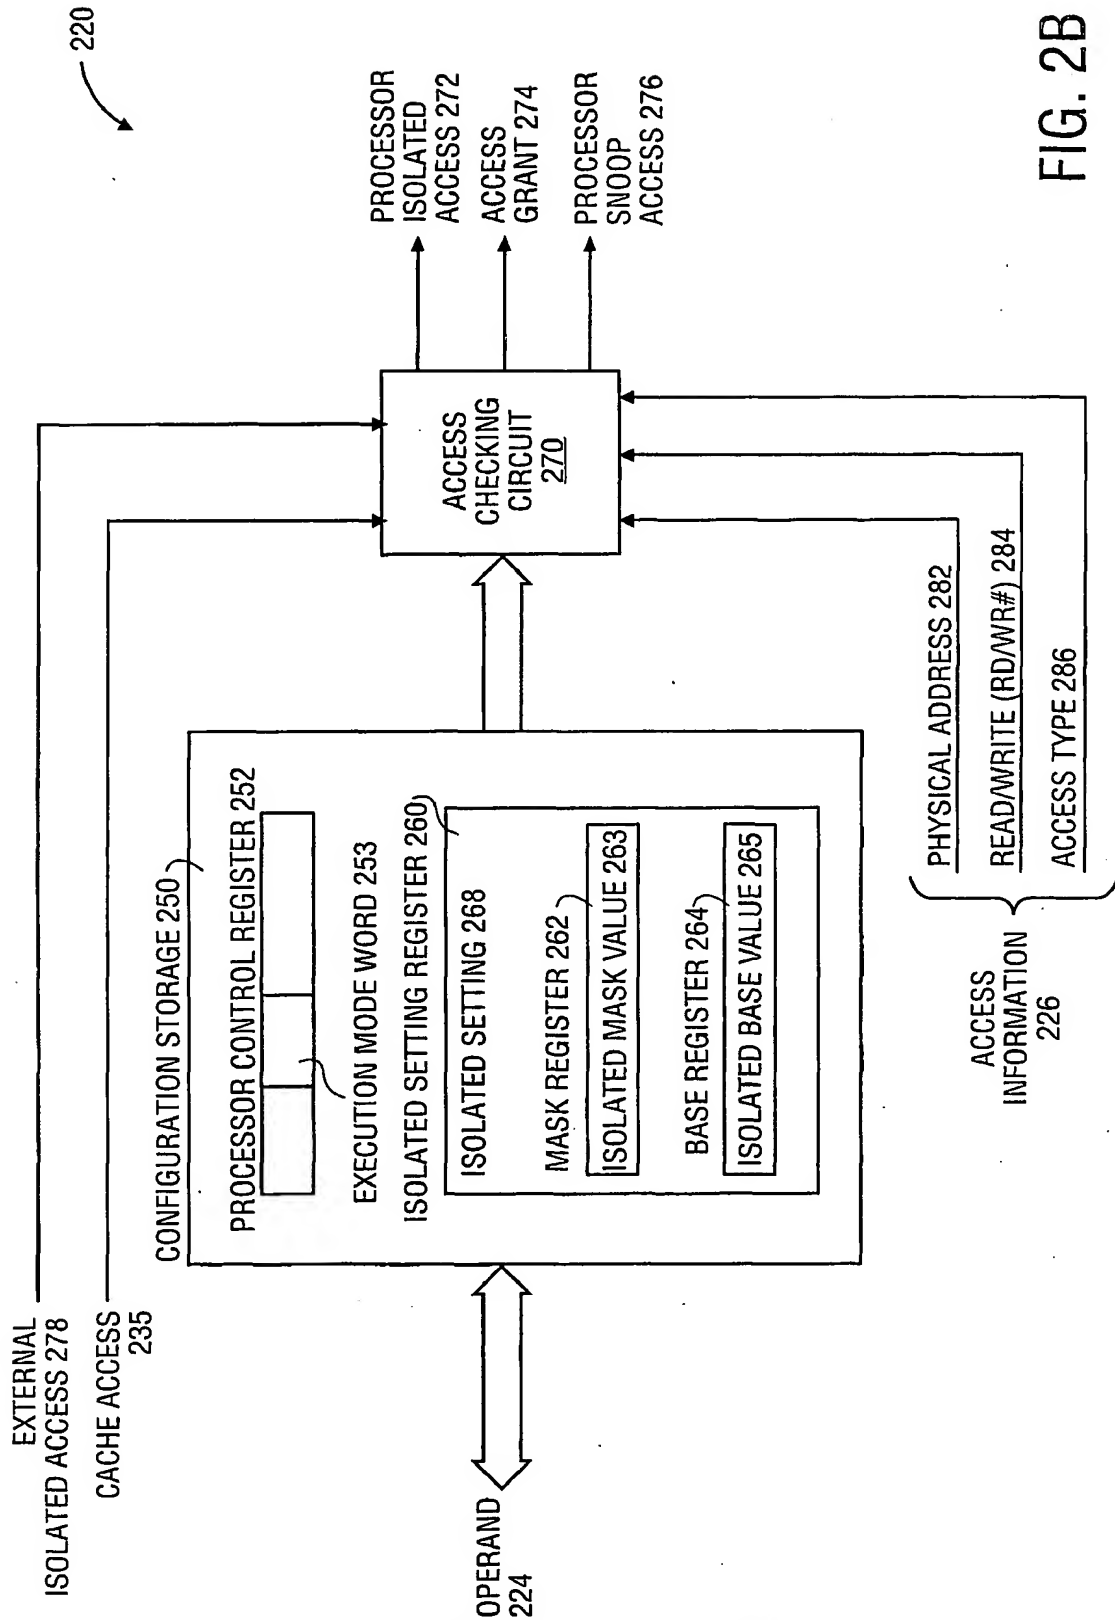 220
EXTERNAL
ISOLATED ACCESS 278
CACHE ACCESS
235
CONFIGURATION STORAGE 250
PROCESSOR CONTROL REGISTER 252
EXECUTION MODE WORD 253
ISOLATED SETTING REGISTER 260
ISOLATED SETTING 268
MASK REGISTER 262
ISOLATED MASK VALUE 263
BASE REGISTER 264
ISOLATED BASE VALUE 265
OPERAND
224
ACCESS
CHECKING
CIRCUIT
270
PROCESSOR
ISOLATED
ACCESS 272
ACCESS
GRANT 274
PROCESSOR
SNOOP
ACCESS 276
ACCESS
INFORMATION
226
PHYSICAL ADDRESS 282
READ/WRITE (RD/WR#) 284
ACCESS TYPE 286
FIG. 2B